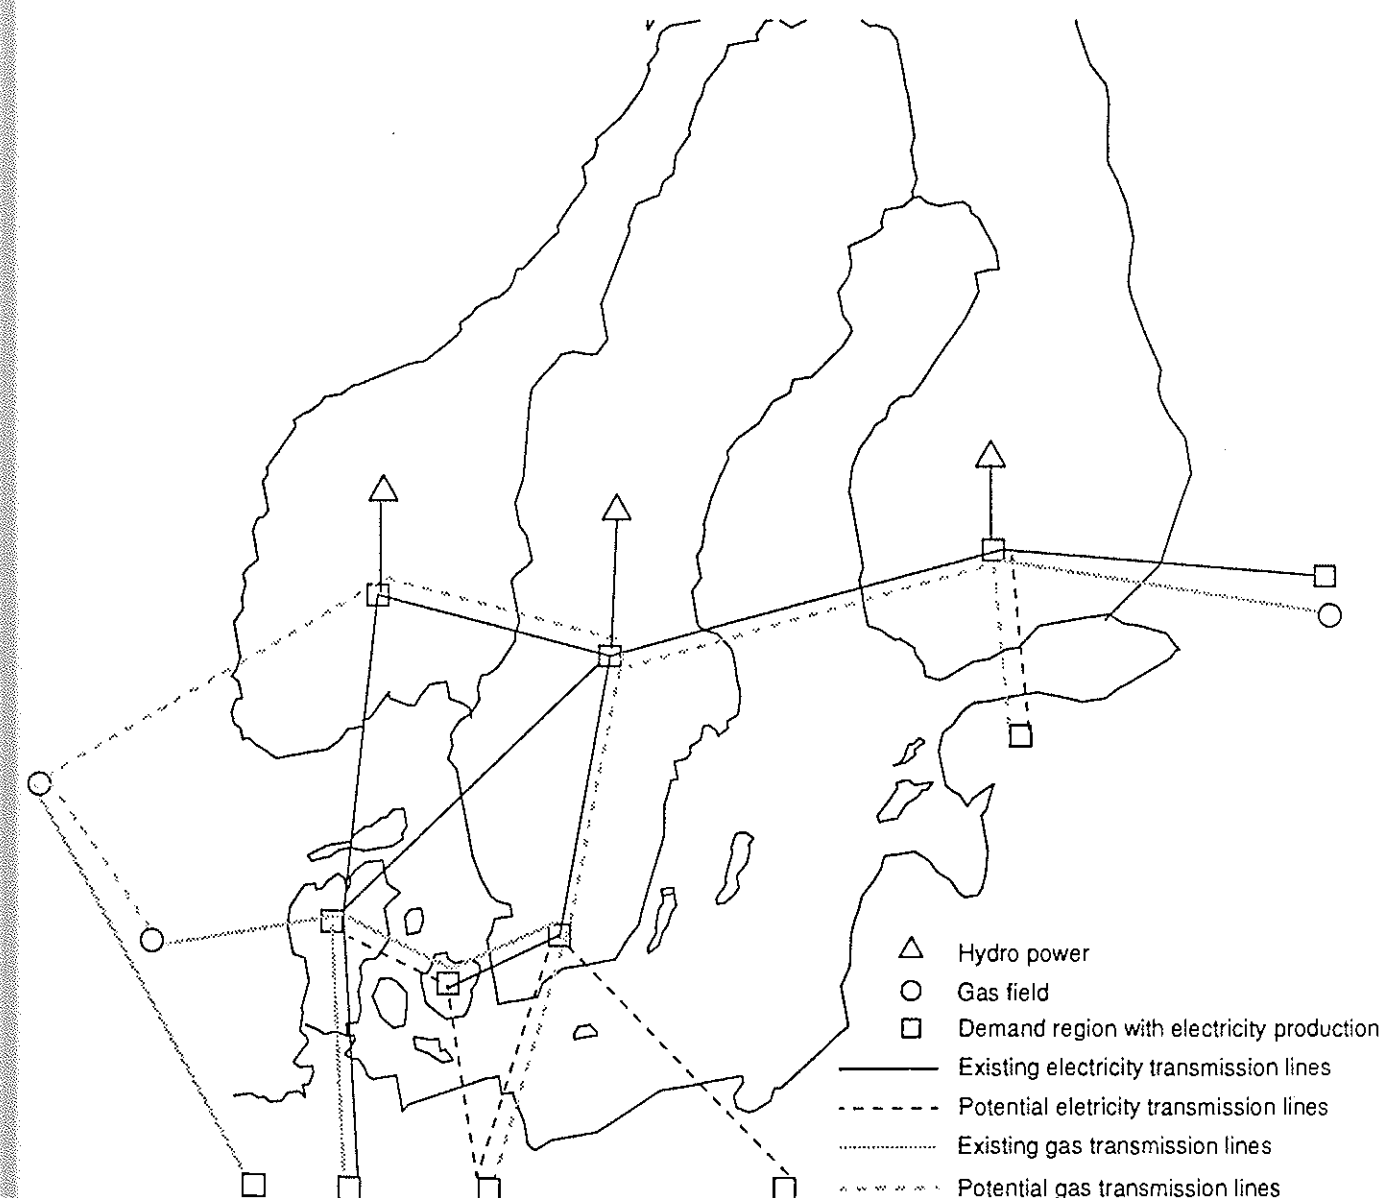 Hydro power
Gas field
Demand region with electricity production
Existing electricity transmission lines
Potential eletricity transmission lines
Existing gas transmission lines
Potential gas transmission lines